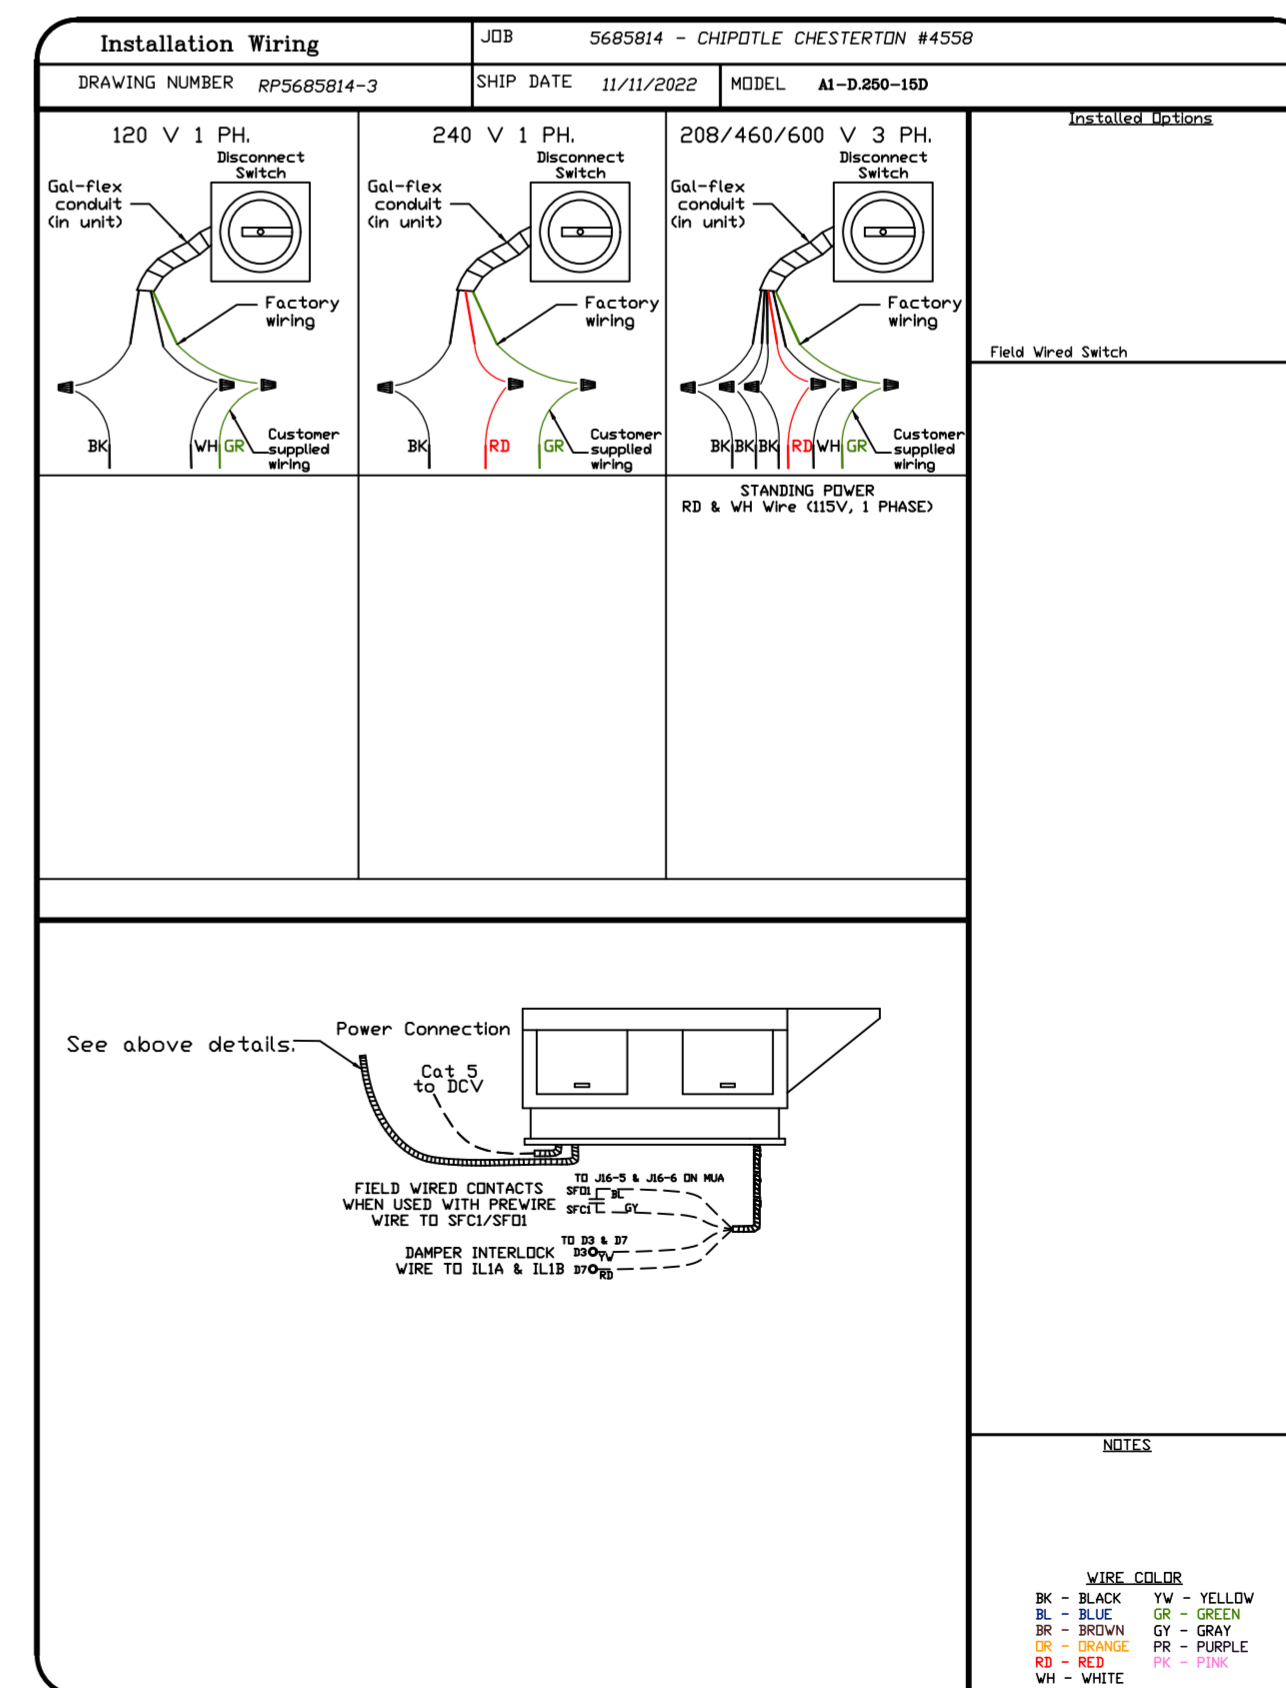 Installation Wiring
JOB 5685814 - CHIPOTLE CHESTERTON #4558
DRAWING NUMBER RP5685814-3
SHIP DATE 11/11/2022
MODEL A1-D.250-15D
120 V 1 PH.
Disconnect
Switch
Gal-flex
conduit
(in unit)
Factory
wiring
BK
WH
GR
Customer
supplied
wiring
240 V 1 PH.
Disconnect
Switch
Gal-flex
conduit
(in unit)
Factory
wiring
BK
RD
GR
Customer
supplied
wiring
208/460/600 V 3 PH.
Disconnect
Switch
Gal-flex
conduit
(in unit)
Factory
wiring
BK
BK
BK
RD
WH
GR
Customer
supplied
wiring
STANDING POWER
RD & WH Wire (115V, 1 PHASE)
Installed Options
Field Wired Switch
See above details.
Power Connection
Cat 5
to DCV
TO J16-5 & J16-6 ON MUA
FIELD WIRED CONTACTS
WHEN USED WITH PREWIRE
WIRE TO SFC1/SFO1
SFO1
BL
SFC1
GY
TO D3 & D7
DAMPER INTERLOCK
WIRE TO IL1A & IL1B
D3
YW
D7
RD
NOTES
WIRE COLOR
BK - BLACK YW - YELLOW
BL - BLUE GR - GREEN
BR - BROWN GY - GRAY
OR - ORANGE PR - PURPLE
RD - RED PK - PINK
WH - WHITE